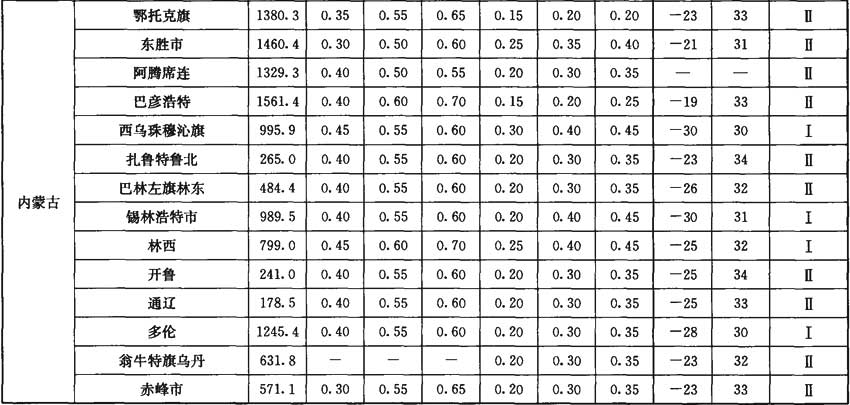 鄂托克旗 1380.3 0.35 0.55 0.65 0.15 0.20 0.20 -23 33 Ⅱ
东胜市 1460.4 0.30 0.50 0.60 0.25 0.35 0.40 -21 31 Ⅱ
阿腾席连 1329.3 0.40 0.50 0.55 0.20 0.30 0.35 — — Ⅱ
巴彦浩特 1561.4 0.40 0.60 0.70 0.15 0.20 0.25 -19 33 Ⅱ
西乌珠穆沁旗 995.9 0.45 0.55 0.60 0.30 0.40 0.45 -30 30 Ⅰ
扎鲁特鲁北 265.0 0.40 0.55 0.60 0.20 0.30 0.35 -23 34 Ⅱ
巴林左旗林东 484.4 0.40 0.55 0.60 0.20 0.30 0.35 -26 32 Ⅱ
内蒙古
锡林浩特市 989.5 0.40 0.55 0.60 0.20 0.40 0.45 -30 31 Ⅰ
林西 799.0 0.45 0.60 0.70 0.25 0.40 0.45 -25 32 Ⅰ
开鲁 241.0 0.40 0.55 0.60 0.20 0.30 0.35 -25 34 Ⅱ
通辽 178.5 0.40 0.55 0.60 0.20 0.30 0.35 -25 33 Ⅱ
多伦 1245.4 0.40 0.55 0.60 0.20 0.30 0.35 -28 30 Ⅰ
翁牛特旗乌丹 631.8 — — — 0.20 0.30 0.35 -23 32 Ⅱ
赤峰市 571.1 0.30 0.55 0.65 0.20 0.30 0.35 -23 33 Ⅱ